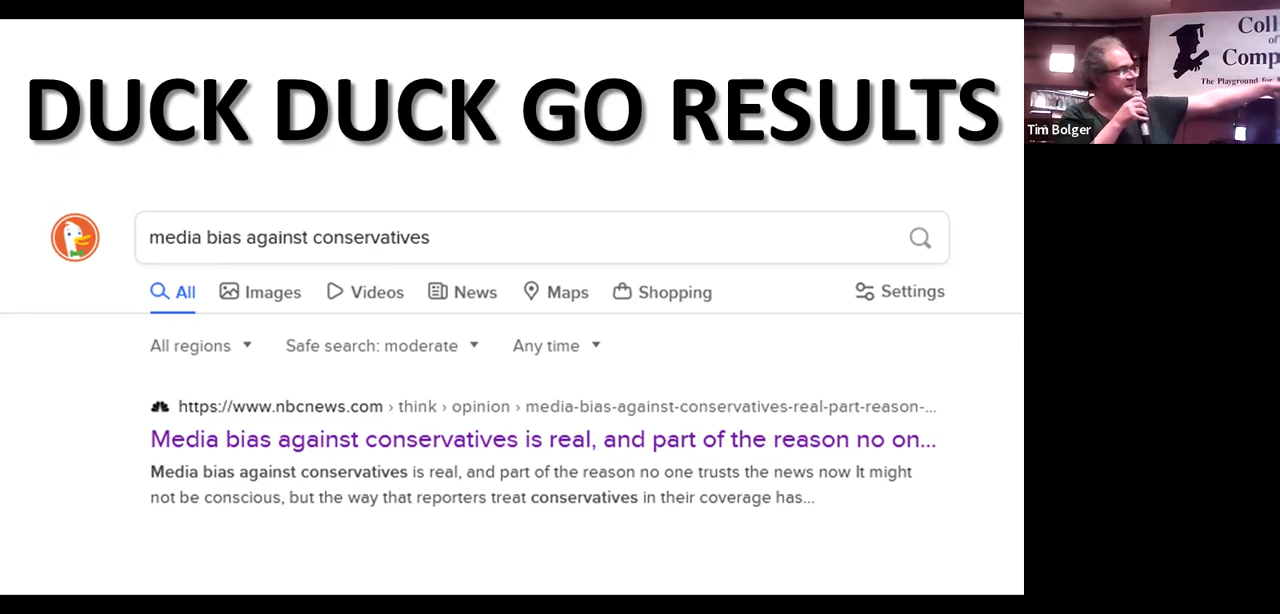 DUCK DUCK GO RESULTS
media bias against conservatives
All Images Videos News Maps Shopping Settings
All regions Safe search: moderate Any time
https://www.nbcnews.com › think › opinion › media-bias-against-conservatives-real-part-reason-...
Media bias against conservatives is real, and part of the reason no on...
Media bias against conservatives is real, and part of the reason no one trusts the news now It might
not be conscious, but the way that reporters treat conservatives in their coverage has...
Coll
of
Comp
The Playground for
Tim Bolger